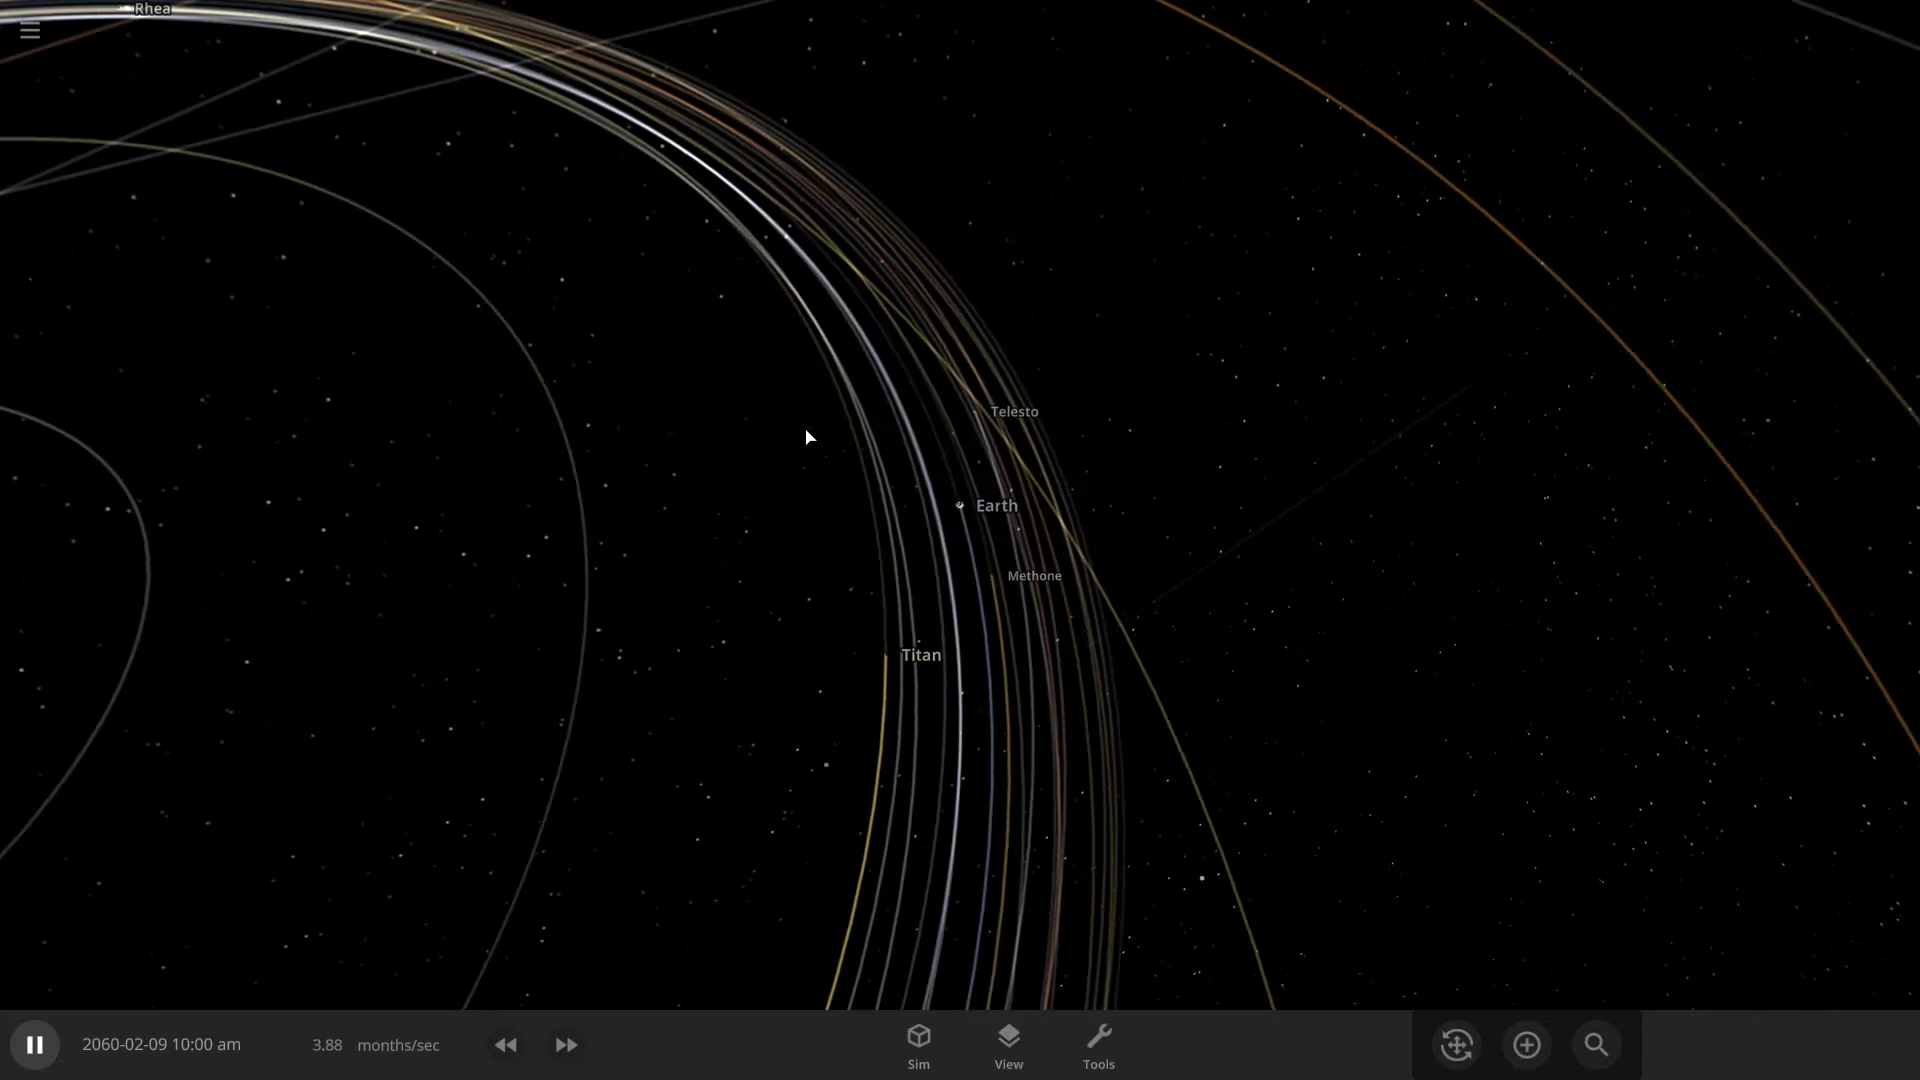 Rhea
Telesto
Earth
Methone
Titan
2060-02-09 10:00 am
3.88 months/sec
Sim
View
Tools